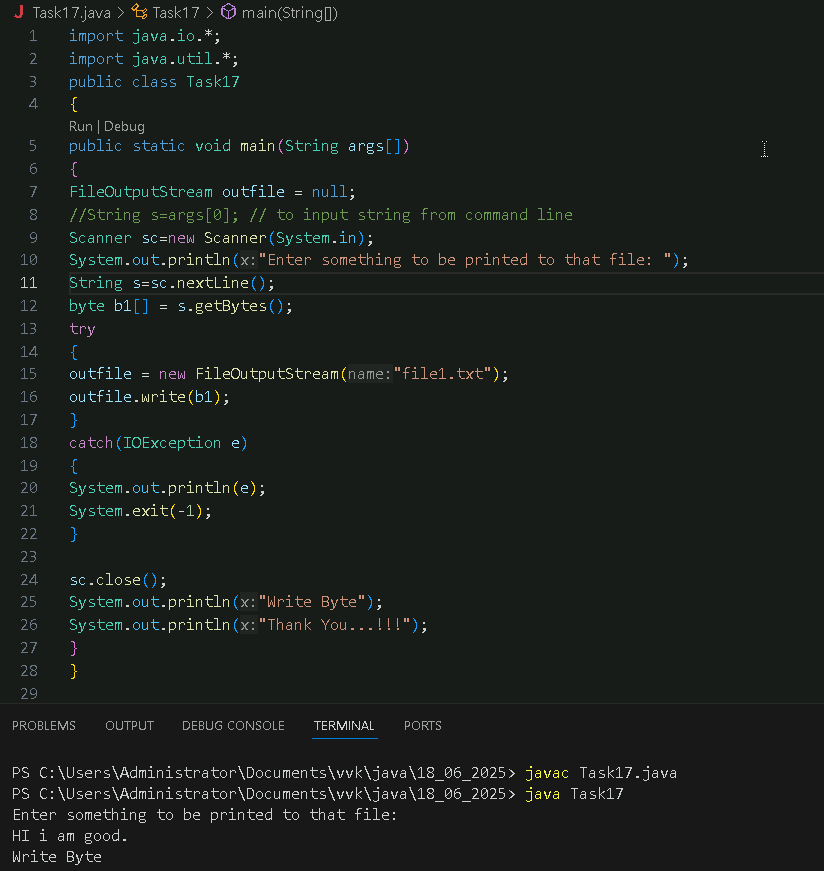 Task17.java > Task17 > main(String[])
1 import java.io.*;
2 import java.util.*;
3 public class Task17
4 {
Run | Debug
5 public static void main(String args[])
6 {
7 FileOutputStream outfile = null;
8 //String s=args[0]; // to input string from command line
9 Scanner sc=new Scanner(System.in);
10 System.out.println(x:"Enter something to be printed to that file: ");
11 String s=sc.nextLine();
12 byte b1[] = s.getBytes();
13 try
14 {
15 outfile = new FileOutputStream(name:"file1.txt");
16 outfile.write(b1);
17 }
18 catch(IOException e)
19 {
20 System.out.println(e);
21 System.exit(-1);
22 }
23
24 sc.close();
25 System.out.println(x:"Write Byte");
26 System.out.println(x:"Thank You...!!!");
27 }
28 }
29
PROBLEMS OUTPUT DEBUG CONSOLE TERMINAL PORTS
PS C:\Users\Administrator\Documents\vvk\java\18_06_2025> javac Task17.java
PS C:\Users\Administrator\Documents\vvk\java\18_06_2025> java Task17
Enter something to be printed to that file:
HI i am good.
Write Byte